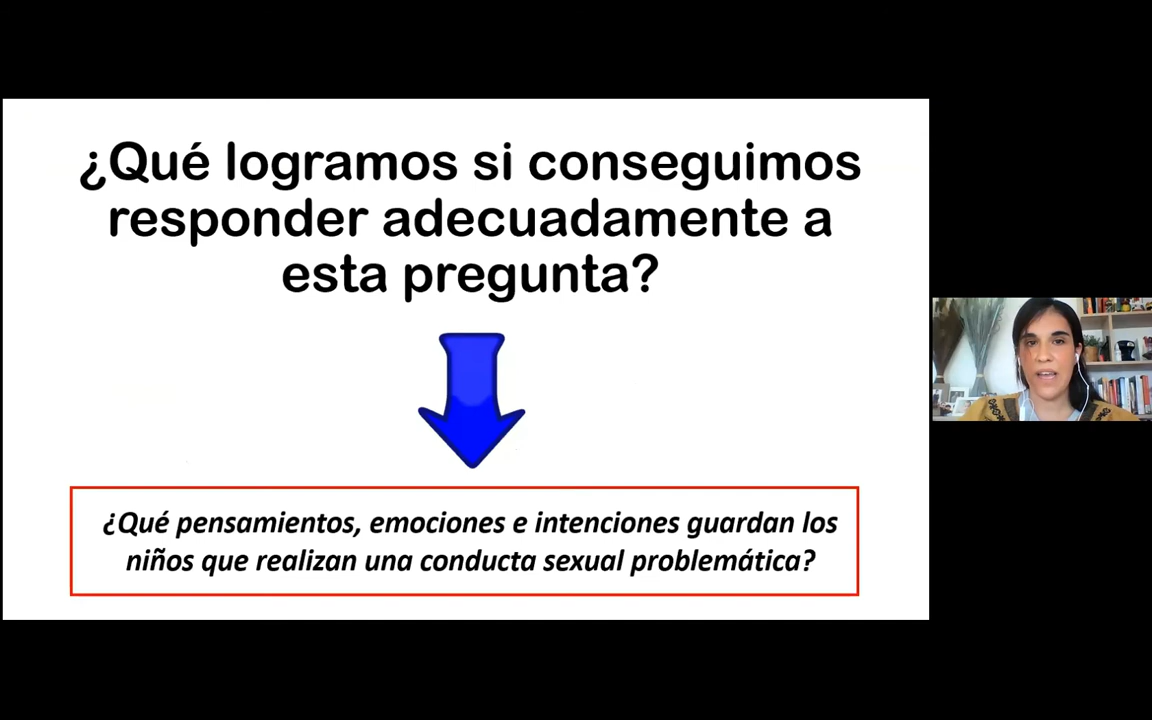 ¿Qué logramos si conseguimos
responder adecuadamente a
esta pregunta?
¿Qué pensamientos, emociones e intenciones guardan los
niños que realizan una conducta sexual problemática?